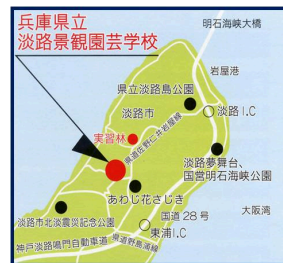 兵庫県立
淡路景観園芸学校
明石海峡大橋
岩屋港
県立淡路島公園
淡路市
淡路I.C
実習林
県道佐野仁井岩屋線
淡路夢舞台、
国営明石海峡公園
あわじ花さじき
大阪湾
淡路市北淡震災記念公園
国道28号
東浦I.C
神戸淡路鳴門自動車道
県道野島浦線